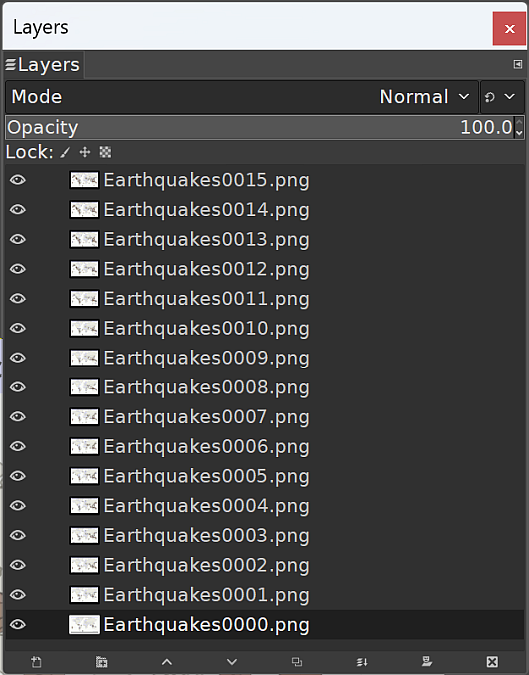 Layers
Layers
Mode Normal
Opacity 100.0
Lock:
Earthquakes0015.png
Earthquakes0014.png
Earthquakes0013.png
Earthquakes0012.png
Earthquakes0011.png
Earthquakes0010.png
Earthquakes0009.png
Earthquakes0008.png
Earthquakes0007.png
Earthquakes0006.png
Earthquakes0005.png
Earthquakes0004.png
Earthquakes0003.png
Earthquakes0002.png
Earthquakes0001.png
Earthquakes0000.png